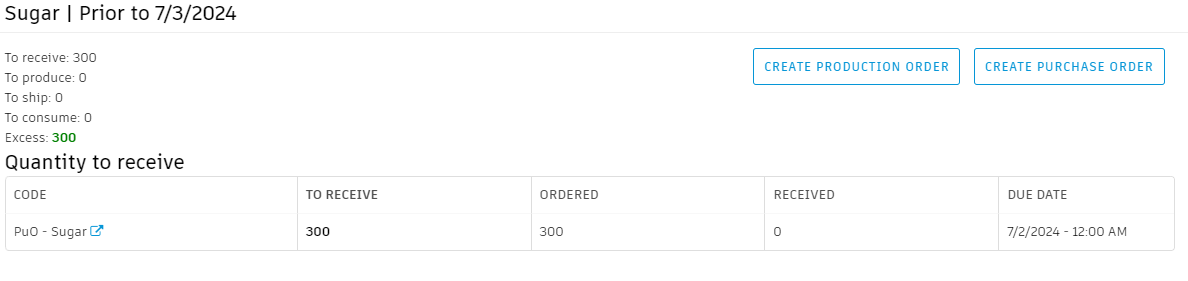 Sugar | Prior to 7/3/2024
To receive: 300
To produce: 0
To ship: 0
To consume: 0
Excess: 300
CREATE PRODUCTION ORDER
CREATE PURCHASE ORDER
Quantity to receive
CODE TO RECEIVE ORDERED RECEIVED DUE DATE
PuO - Sugar 300 300 0 7/2/2024 - 12:00 AM